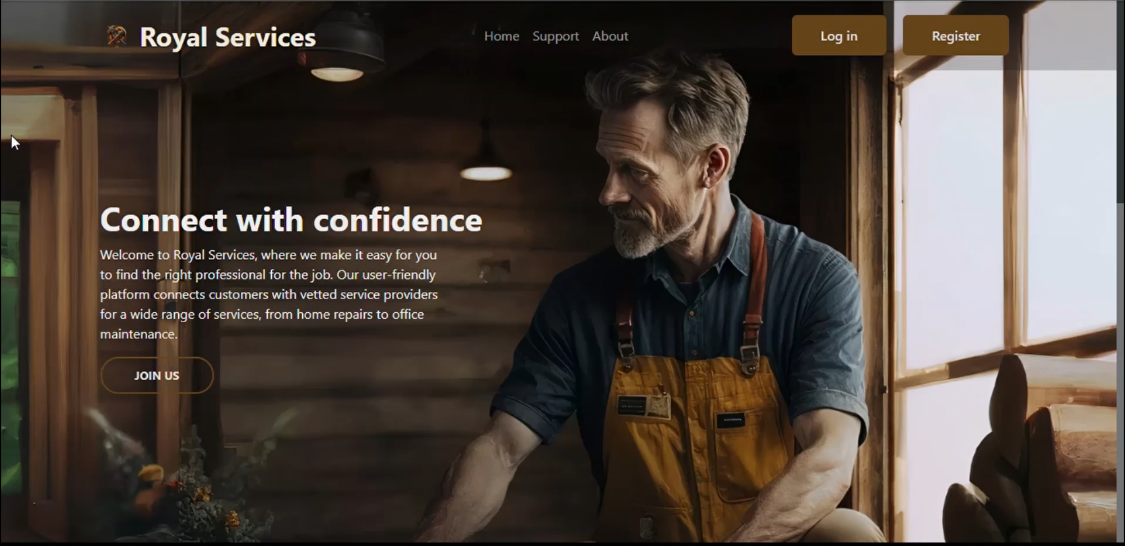 Royal Services
Home Support About
Log in
Register
Connect with confidence
Welcome to Royal Services, where we make it easy for you
to find the right professional for the job. Our user-friendly
platform connects customers with vetted service providers
for a wide range of services, from home repairs to office
maintenance.
JOIN US